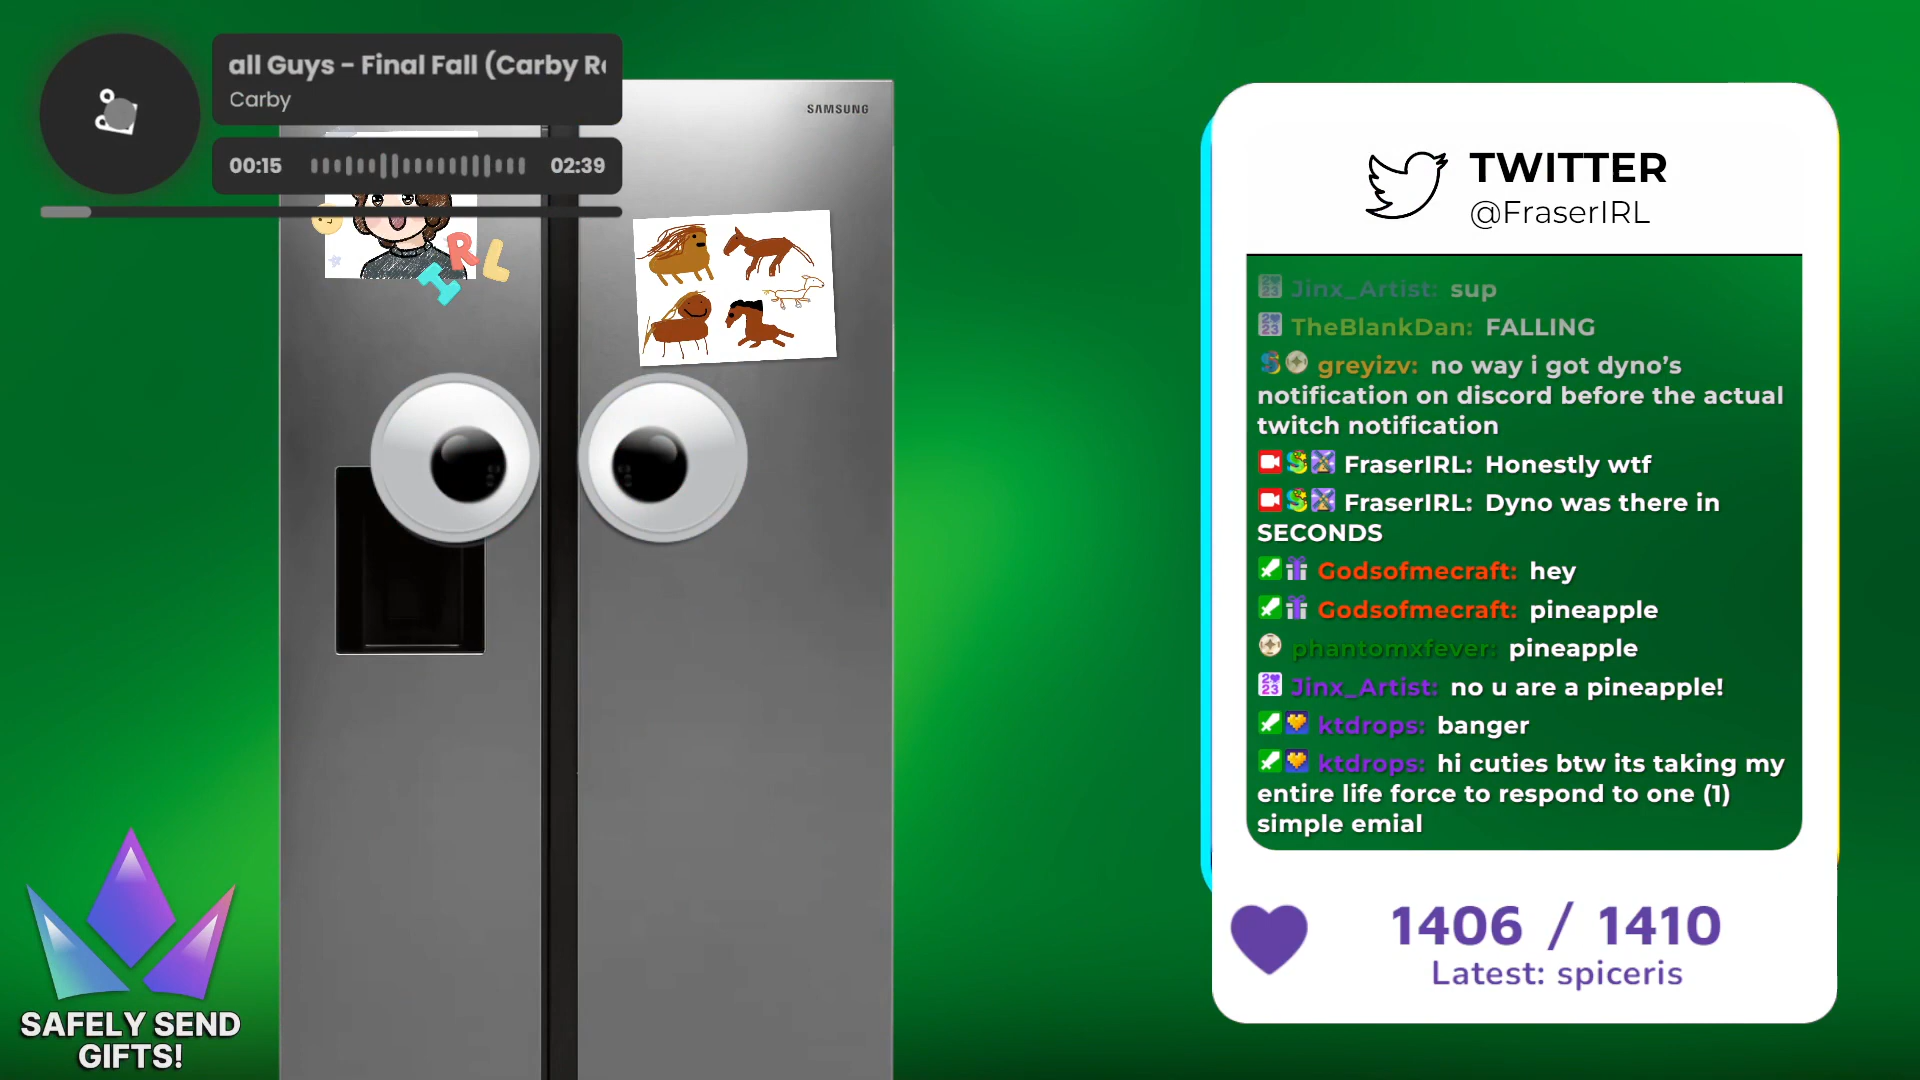 all Guys - Final Fall (Carby Re
Carby
00:15
02:39
SAMSUNG
I R L
TWITTER
@FraserIRL
Jinx_Artist: sup
TheBlankDan: FALLING
greyizv: no way i got dyno's
notification on discord before the actual
twitch notification
FraserIRL: Honestly wtf
FraserIRL: Dyno was there in
SECONDS
Godsofmecraft: hey
Godsofmecraft: pineapple
phantomxfever: pineapple
Jinx_Artist: no u are a pineapple!
ktdrops: banger
ktdrops: hi cuties btw its taking my
entire life force to respond to one (1)
simple emial
1406 / 1410
Latest: spiceris
SAFELY SEND
GIFTS!